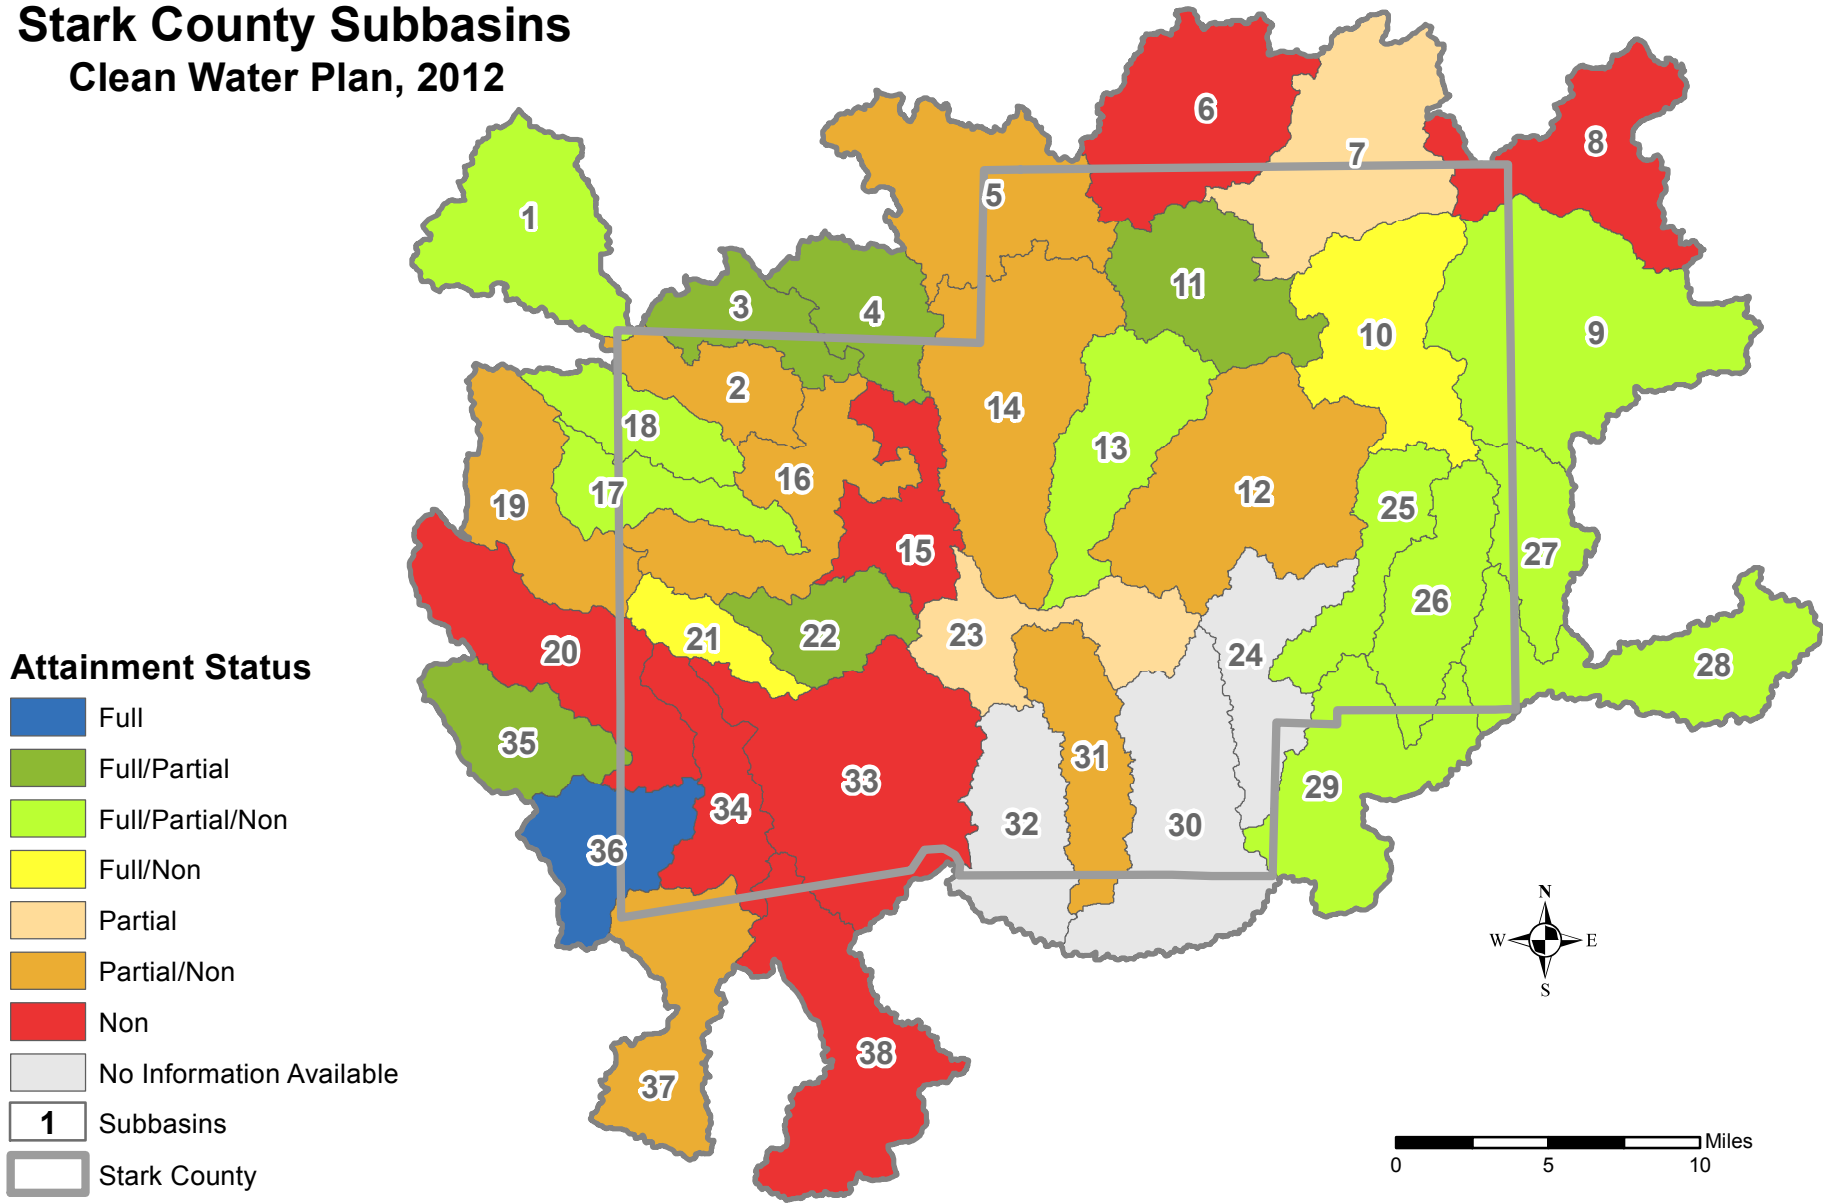 Stark County Subbasins
Clean Water Plan, 2012
6
7
8
1
5
3
4
11
10
9
2
14
18
13
16
17
19
12
25
15
27
26
23
22
21
24
20
28
35
31
33
29
34
32
30
36
38
37
Attainment Status
Full
Full/Partial
Full/Partial/Non
Full/Non
Partial
Partial/Non
Non
No Information Available
1 Subbasins
Stark County
N
W E
S
Miles
0 5 10